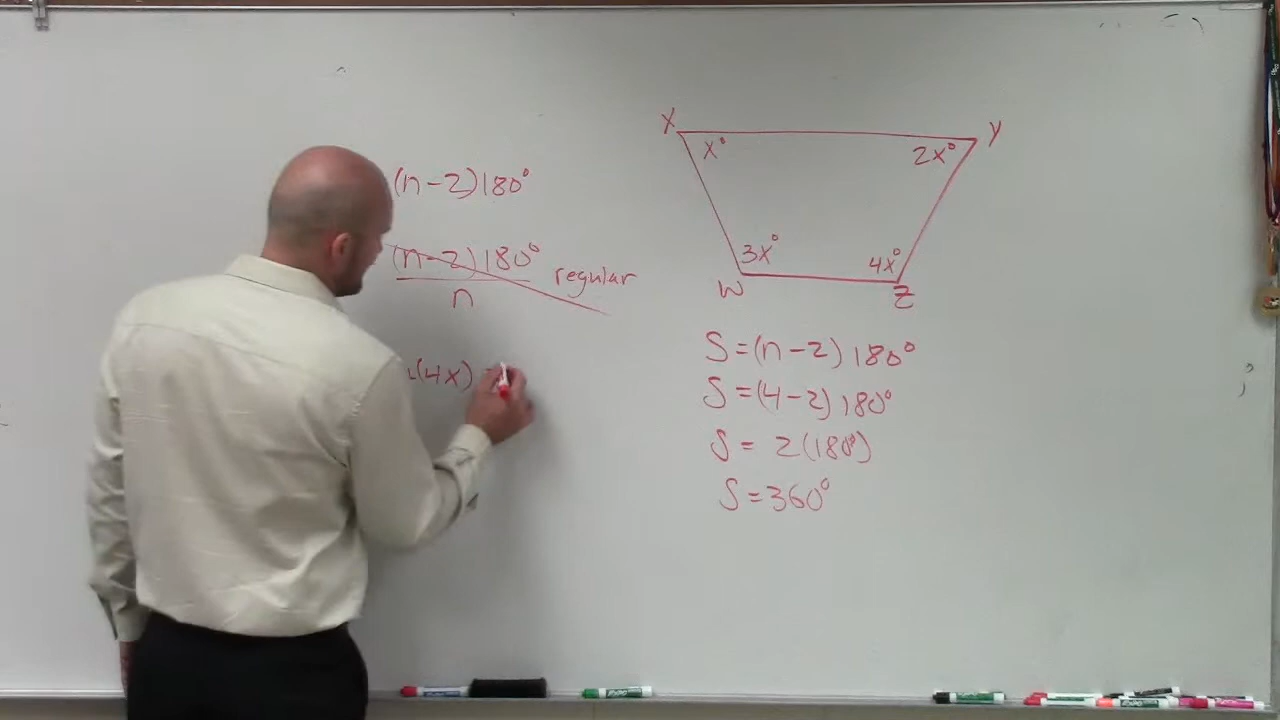 (n-2)180°
(n-2)180°
n
regular
(4x)
X
Y
x°
2x°
3x°
4x°
W
Z
S=(n-2)180°
S=(4-2)180°
S=2(180°)
S=360°